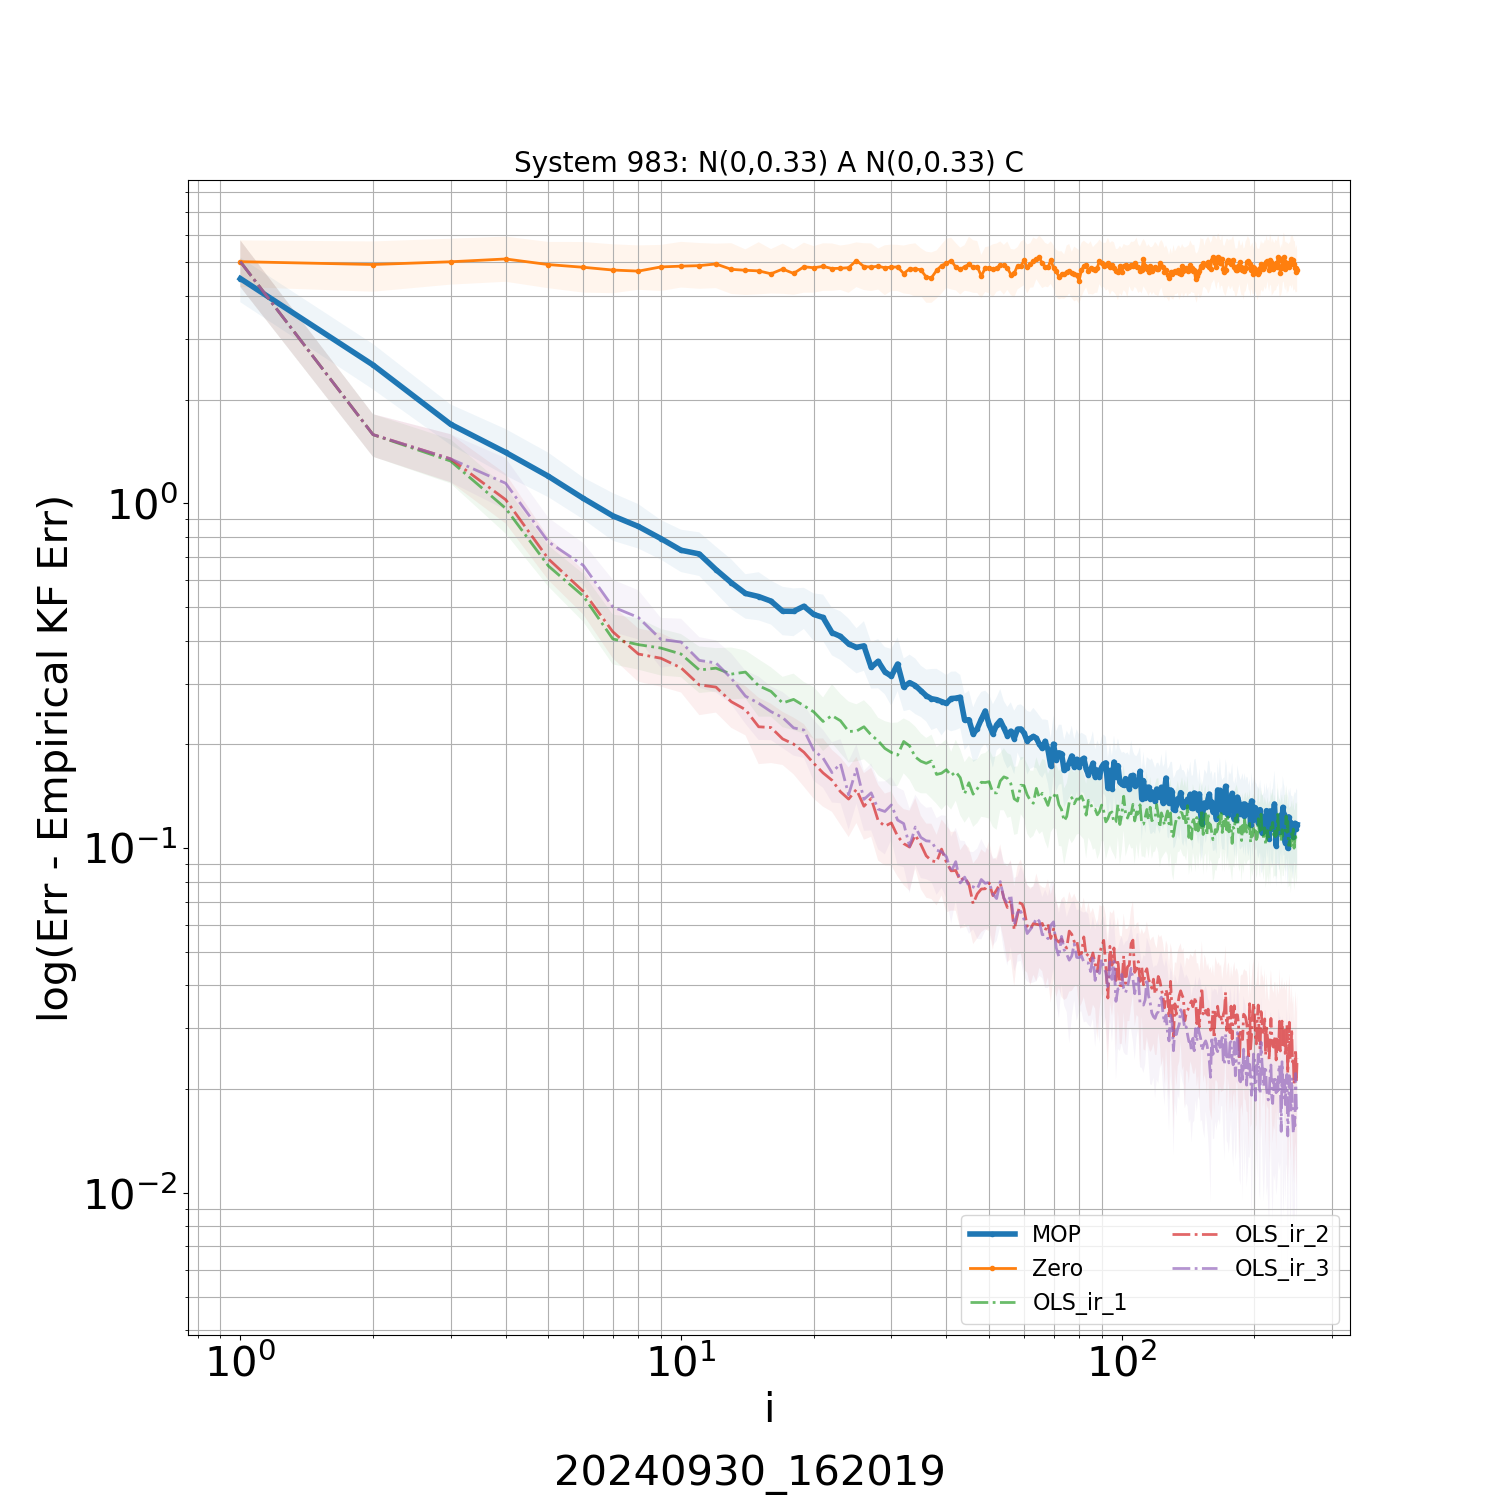 System 983: N(0,0.33) A N(0,0.33) C
log(Err - Empirical KF Err)
10⁰
10⁻¹
10⁻²
10⁰ 10¹ 10²
i
20240930_162019
MOP
Zero
OLS_ir_1
OLS_ir_2
OLS_ir_3